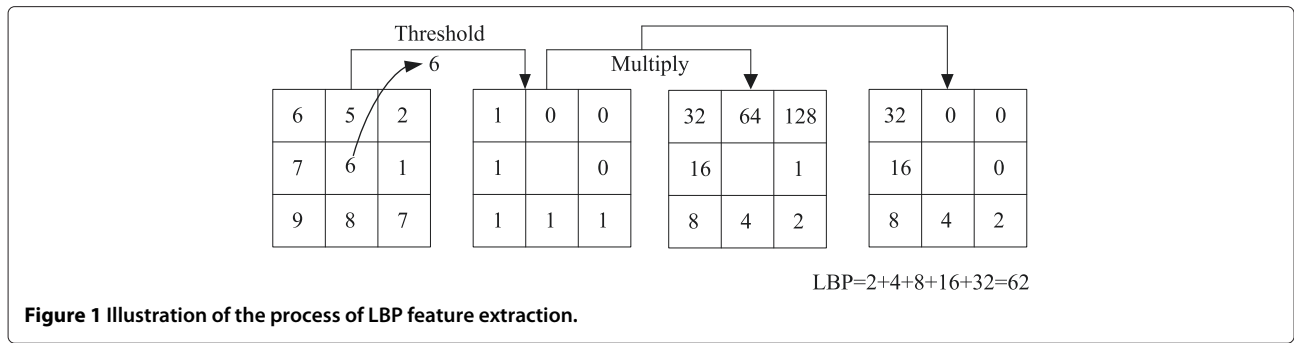 Threshold
6
Multiply
6 5 2
7 6 1
9 8 7
1 0 0
1 0
1 1 1
32 64 128
16 1
8 4 2
32 0 0
16 0
8 4 2
LBP=2+4+8+16+32=62
Figure 1 Illustration of the process of LBP feature extraction.